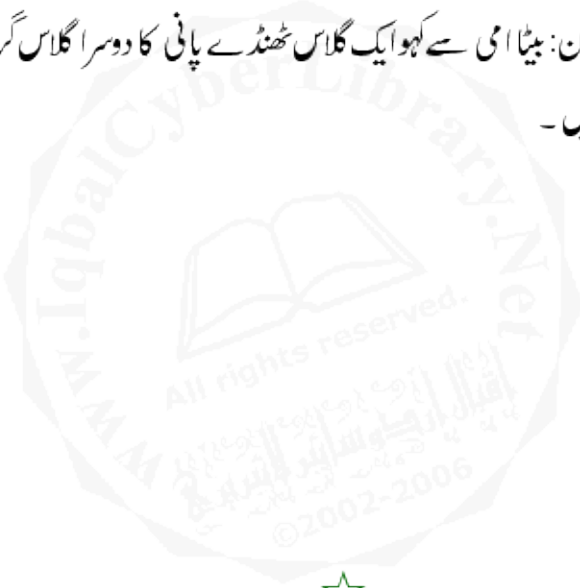 ن: بیٹا امی سے کہو ایک گلاس ٹھنڈے پانی کا دوسرا گلاس گر
ں ۔
www.IqbalCyberLibrary.Net
All rights reserved.
©2002-2006